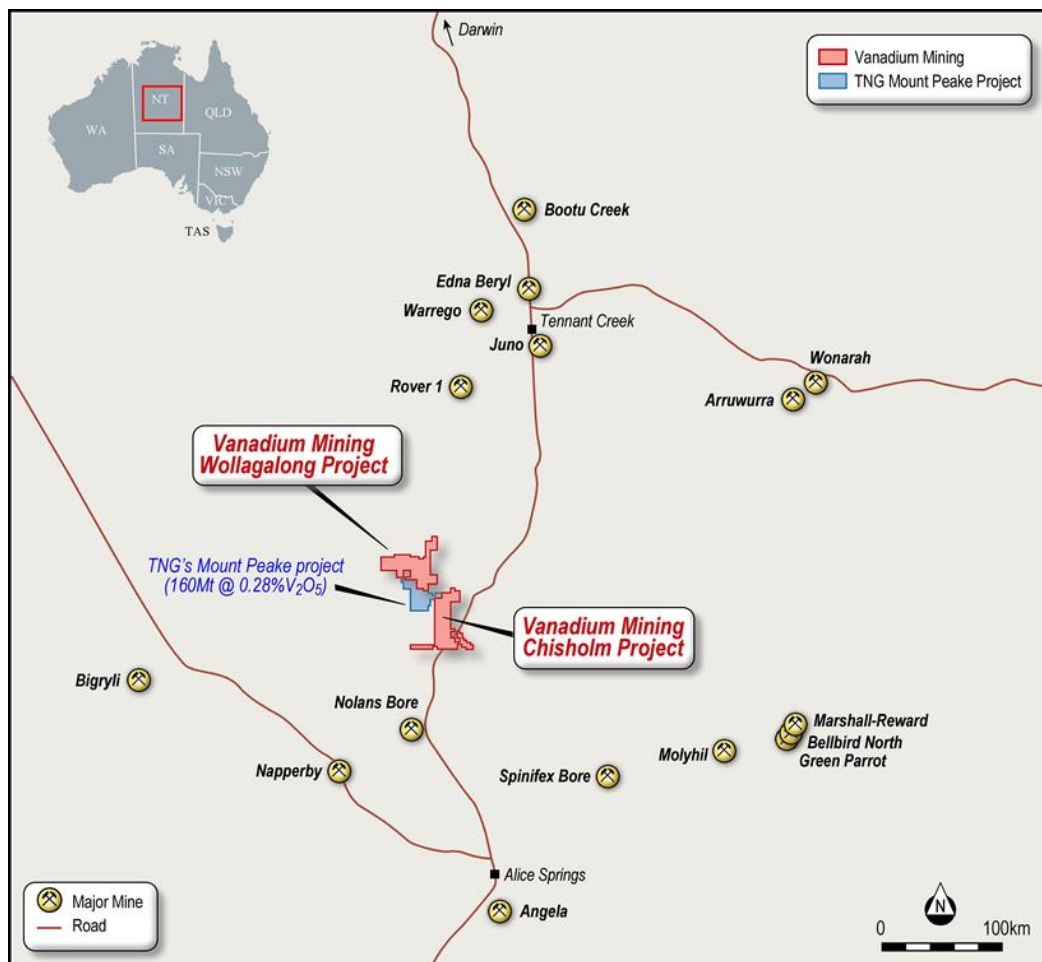 Darwin
Vanadium Mining
TNG Mount Peake Project
NT
WA
QLD
SA
NSW
VIC
TAS
Bootu Creek
Edna Beryl
Warrego
Tennant Creek
Juno
Wonarah
Rover 1
Arruwurra
Vanadium Mining
Wollagalong Project
TNG's Mount Peake project
(160Mt @ 0.28%V₂O₅)
Vanadium Mining
Chisholm Project
Bigryli
Nolans Bore
Marshall-Reward
Bellbird North
Green Parrot
Molyhil
Napperby
Spinifex Bore
Alice Springs
Angela
Major Mine
Road
N
0 100km